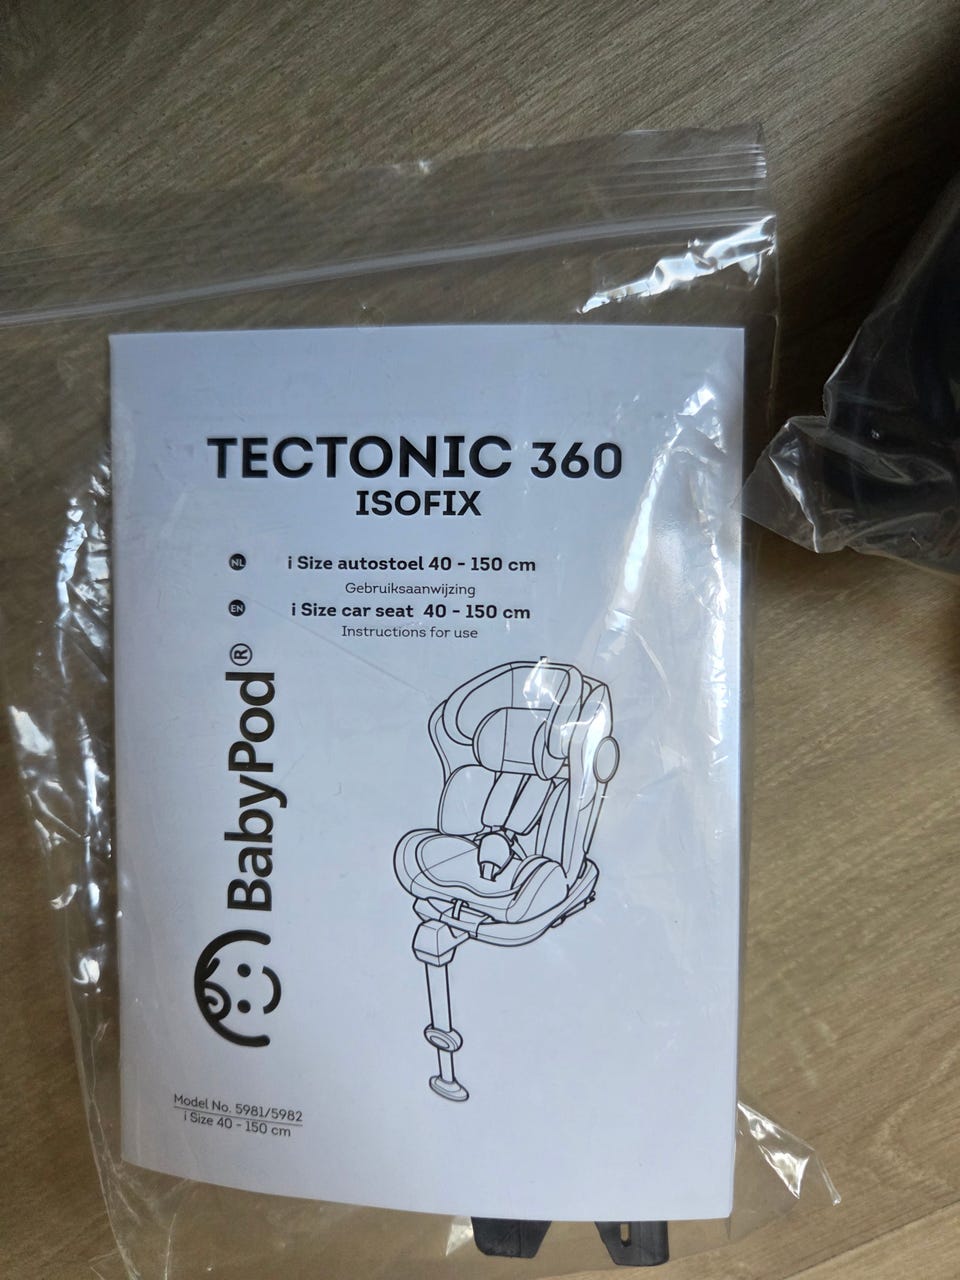 TECTONIC 360
ISOFIX
NL i Size autostoel 40 - 150 cm
Gebruiksaanwijzing
EN i Size car seat 40 - 150 cm
Instructions for use
BabyPod®
Model No. 5981/5982
i Size 40 - 150 cm